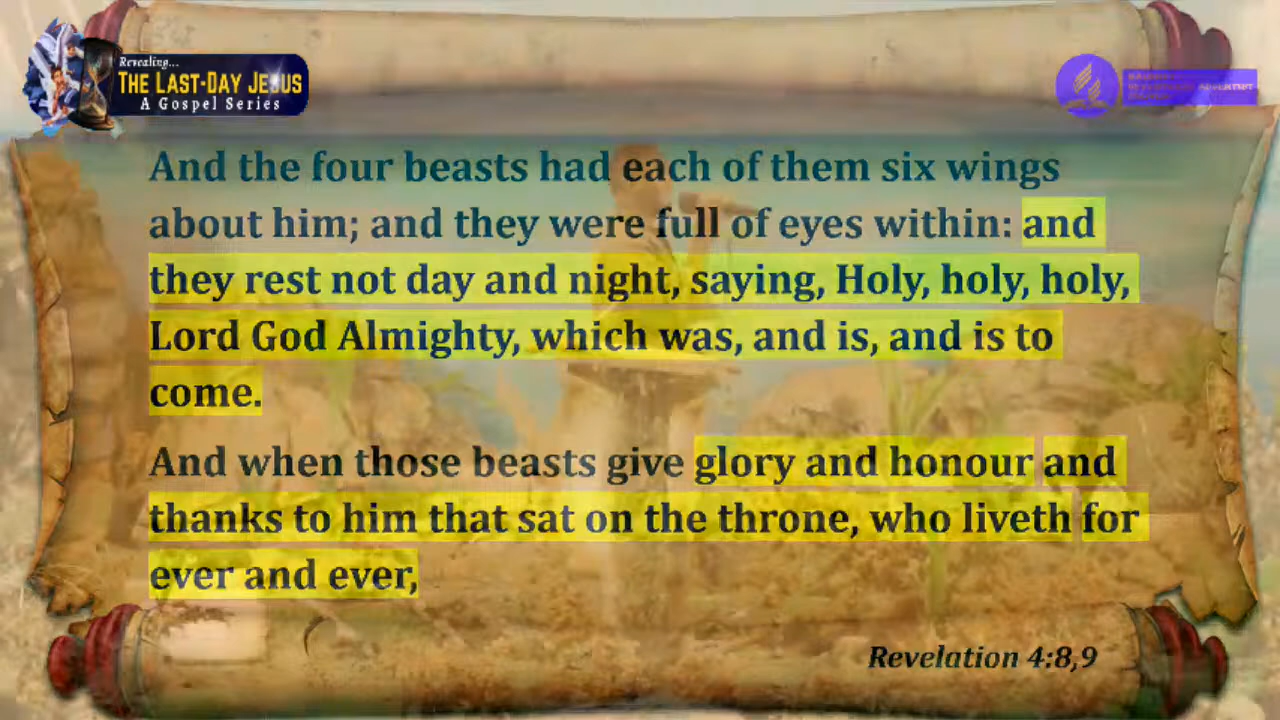 Revealing...
THE LAST-DAY JESUS
A Gospel Series
ADVENTIST
And the four beasts had each of them six wings
about him; and they were full of eyes within: and
they rest not day and night, saying, Holy, holy, holy,
Lord God Almighty, which was, and is, and is to
come.
And when those beasts give glory and honour and
thanks to him that sat on the throne, who liveth for
ever and ever,
Revelation 4:8,9